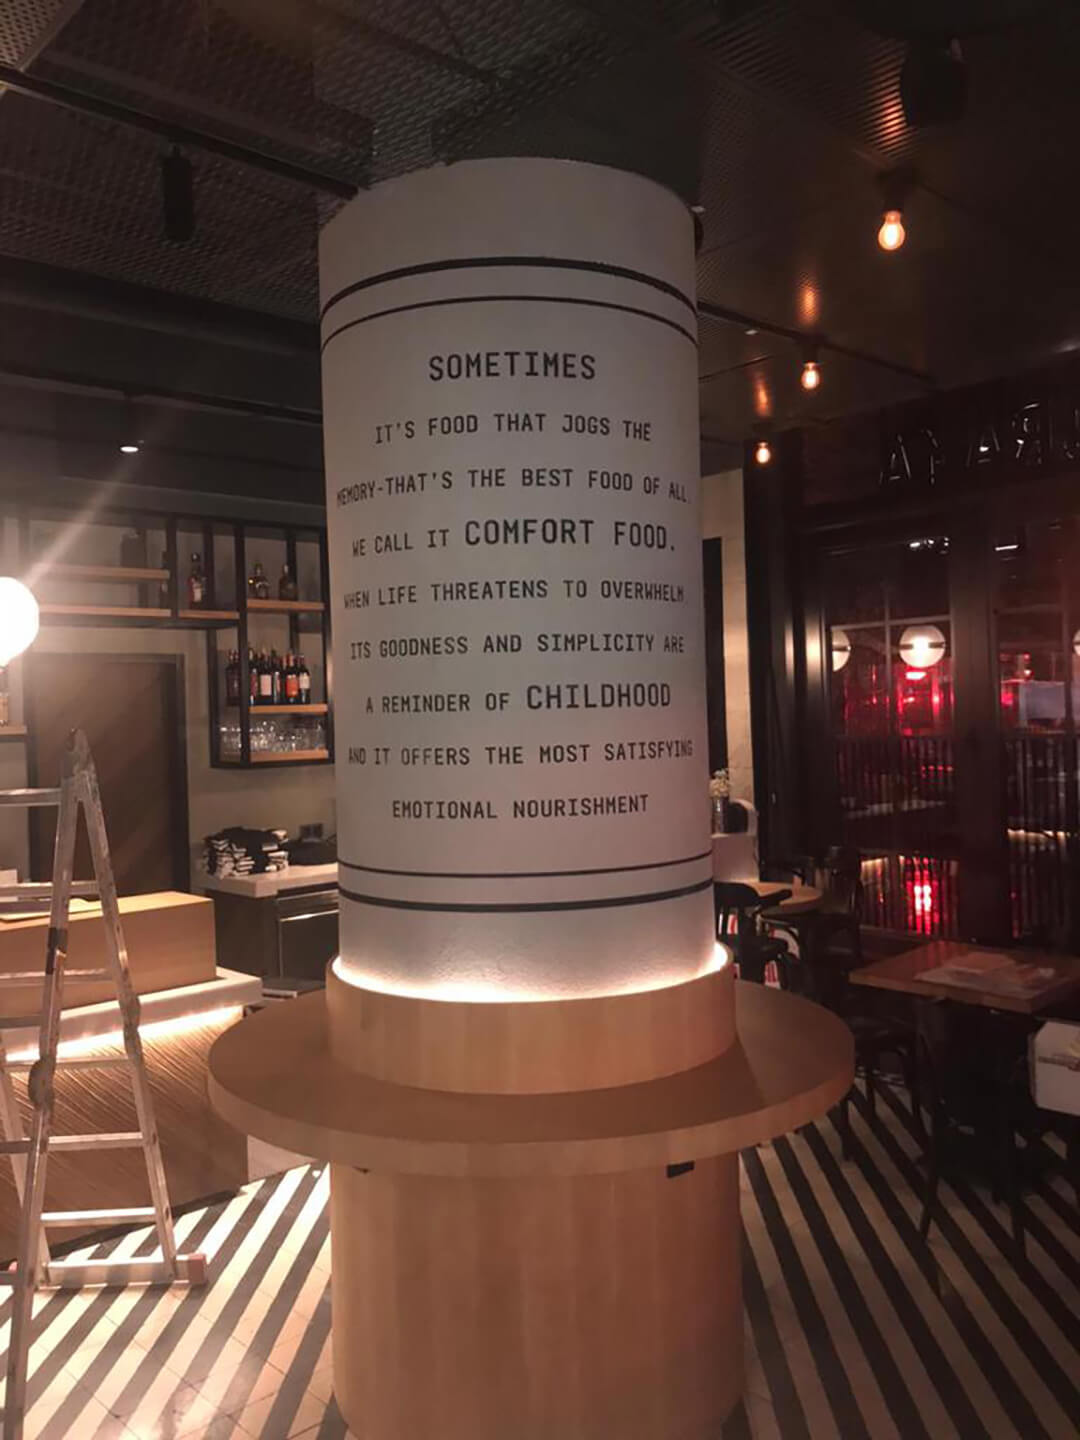 SOMETIMES
IT'S FOOD THAT JOGS THE
MEMORY-THAT'S THE BEST FOOD OF ALL.
WE CALL IT COMFORT FOOD.
WHEN LIFE THREATENS TO OVERWHELM
ITS GOODNESS AND SIMPLICITY ARE
A REMINDER OF CHILDHOOD
AND IT OFFERS THE MOST SATISFYING
EMOTIONAL NOURISHMENT